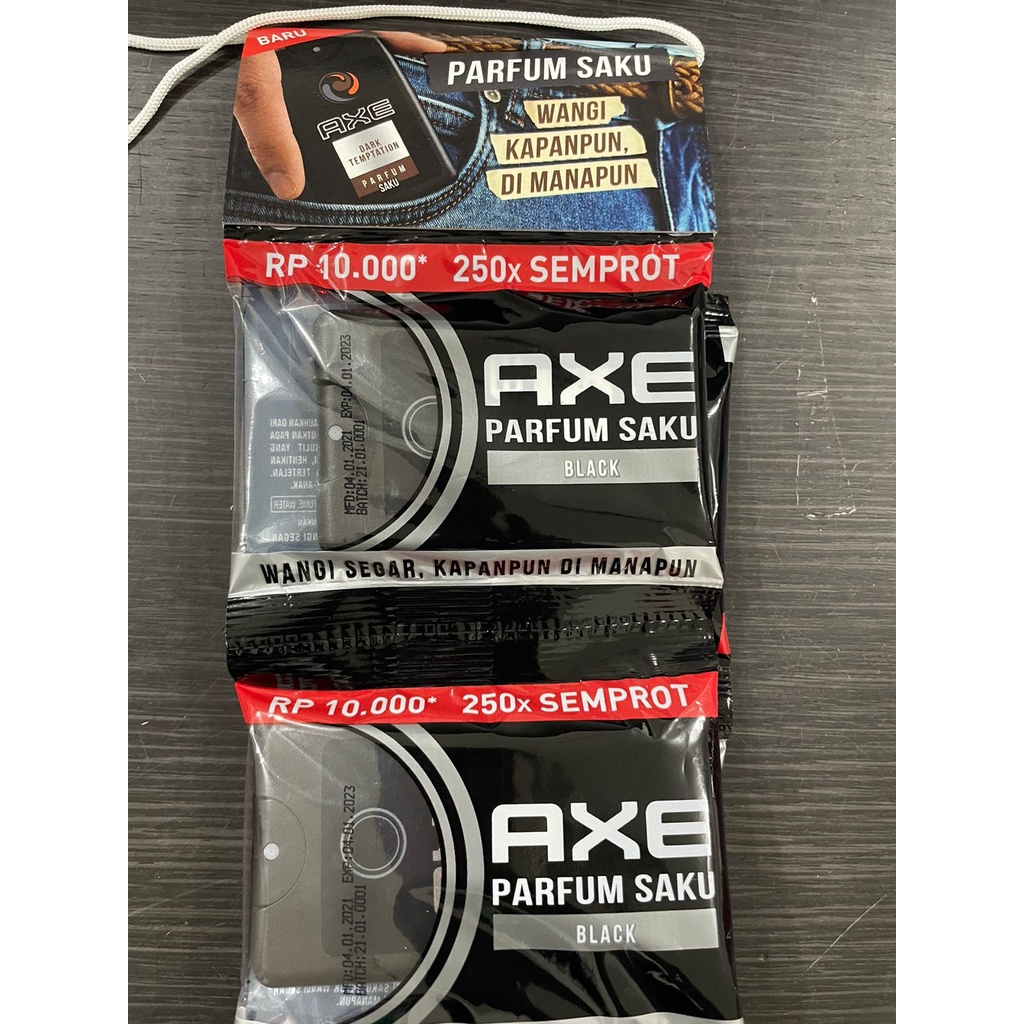 BARU
AXE
DARK
TEMPTATION
PARFUM
SAKU
PARFUM SAKU
WANGI
KAPANPUN,
DI MANAPUN
RP 10.000* 250x SEMPROT
MFD:04.01.2021 EXP:04.01.2023
BATCH:21.01.0001
AXE
PARFUM SAKU
BLACK
WANGI SEGAR, KAPANPUN DI MANAPUN
RP 10.000* 250x SEMPROT
MFD:04.01.2021 EXP:04.01.2023
BATCH:21.01.0001
AXE
PARFUM SAKU
BLACK